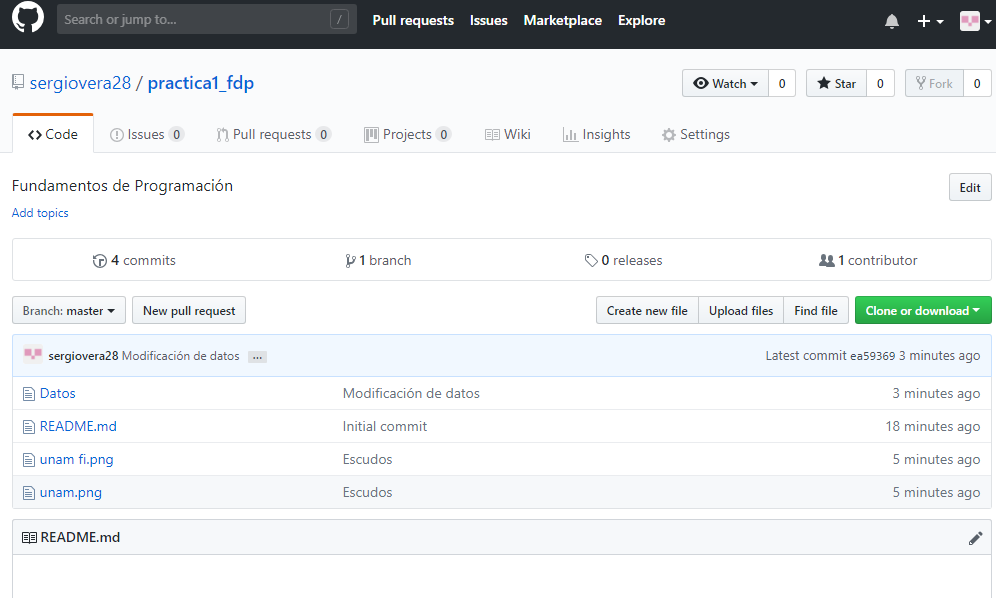 Search or jump to... / Pull requests Issues Marketplace Explore
sergiovera28 / practica1_fdp Watch 0 Star 0 Fork 0
Code Issues 0 Pull requests 0 Projects 0 Wiki Insights Settings
Fundamentos de Programación Edit
Add topics
4 commits 1 branch 0 releases 1 contributor
Branch: master New pull request Create new file Upload files Find file Clone or download
sergiovera28 Modificación de datos ... Latest commit ea59369 3 minutes ago
Datos Modificación de datos 3 minutes ago
README.md Initial commit 18 minutes ago
unam fi.png Escudos 5 minutes ago
unam.png Escudos 5 minutes ago
README.md